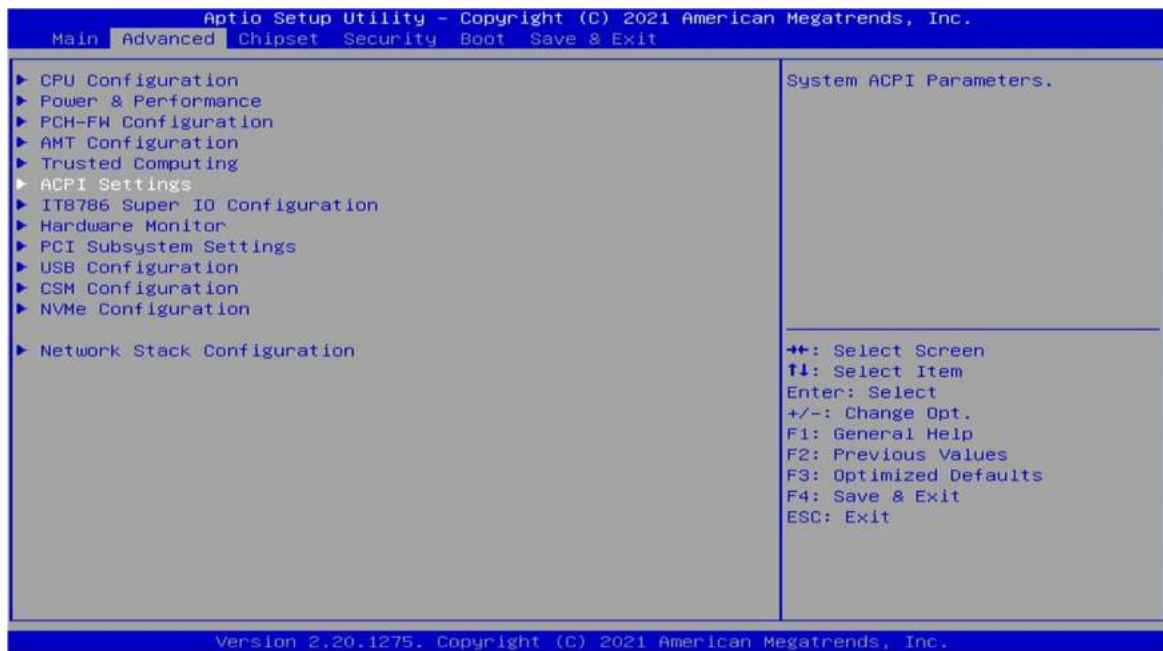 Aptio Setup Utility – Copyright (C) 2021 American Megatrends, Inc.
Main Advanced Chipset Security Boot Save & Exit
► CPU Configuration
► Power & Performance
► PCH-FW Configuration
► AMT Configuration
► Trusted Computing
► ACPI Settings
► IT8786 Super IO Configuration
► Hardware Monitor
► PCI Subsystem Settings
► USB Configuration
► CSM Configuration
► NVMe Configuration
► Network Stack Configuration
System ACPI Parameters.
→←: Select Screen
↑↓: Select Item
Enter: Select
+/-: Change Opt.
F1: General Help
F2: Previous Values
F3: Optimized Defaults
F4: Save & Exit
ESC: Exit
Version 2.20.1275. Copyright (C) 2021 American Megatrends, Inc.